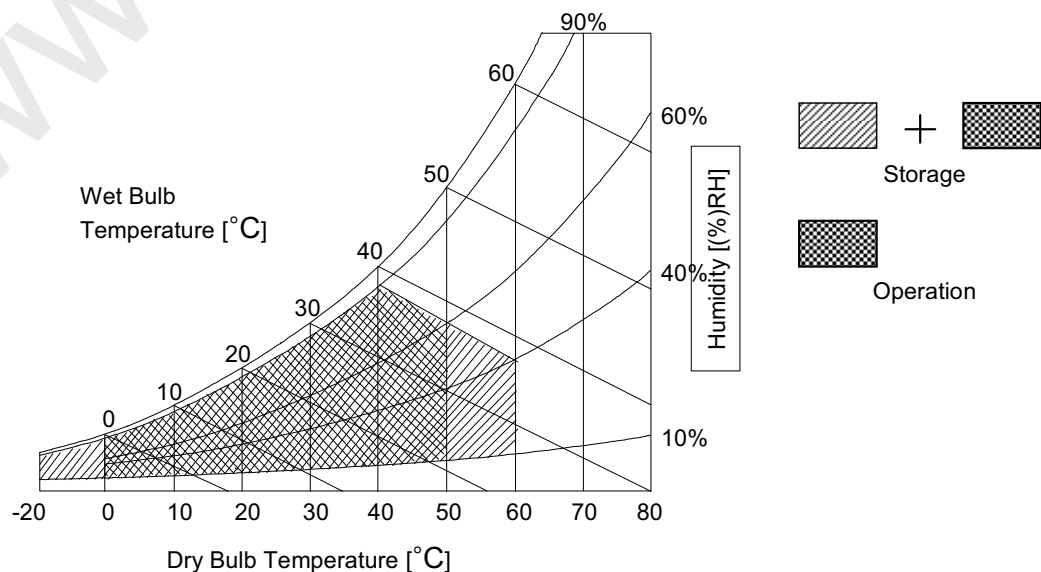 90%
60
60%
50
Wet Bulb
Temperature [°C]
Humidity [(%)RH]
Storage
40
40%
Operation
30
20
10
0
10%
-20 0 10 20 30 40 50 60 70 80
Dry Bulb Temperature [°C]